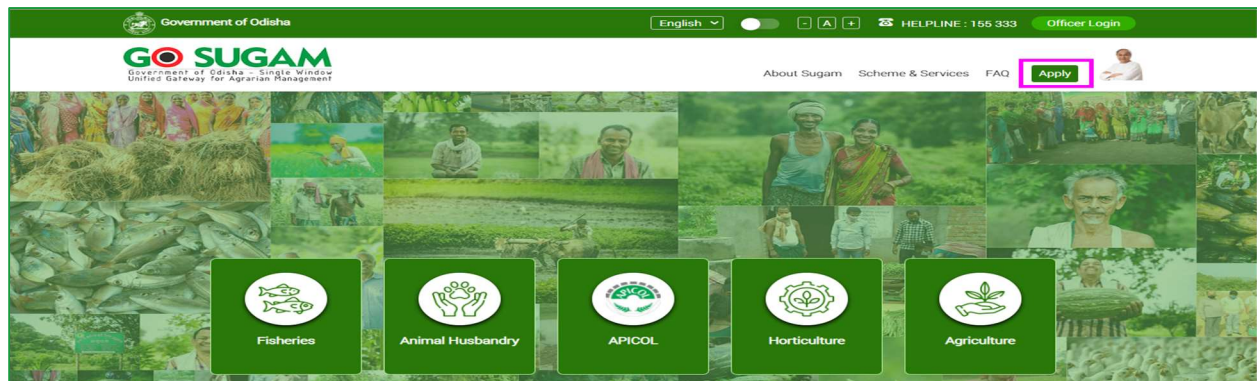 Government of Odisha
English
- A +
HELPLINE : 155 333
Officer Login
GO SUGAM
Government of Odisha - Single Window
Unified Gateway for Agrarian Management
About Sugam
Scheme & Services
FAQ
Apply
Fisheries
Animal Husbandry
APICOL
APICOL
Horticulture
Agriculture